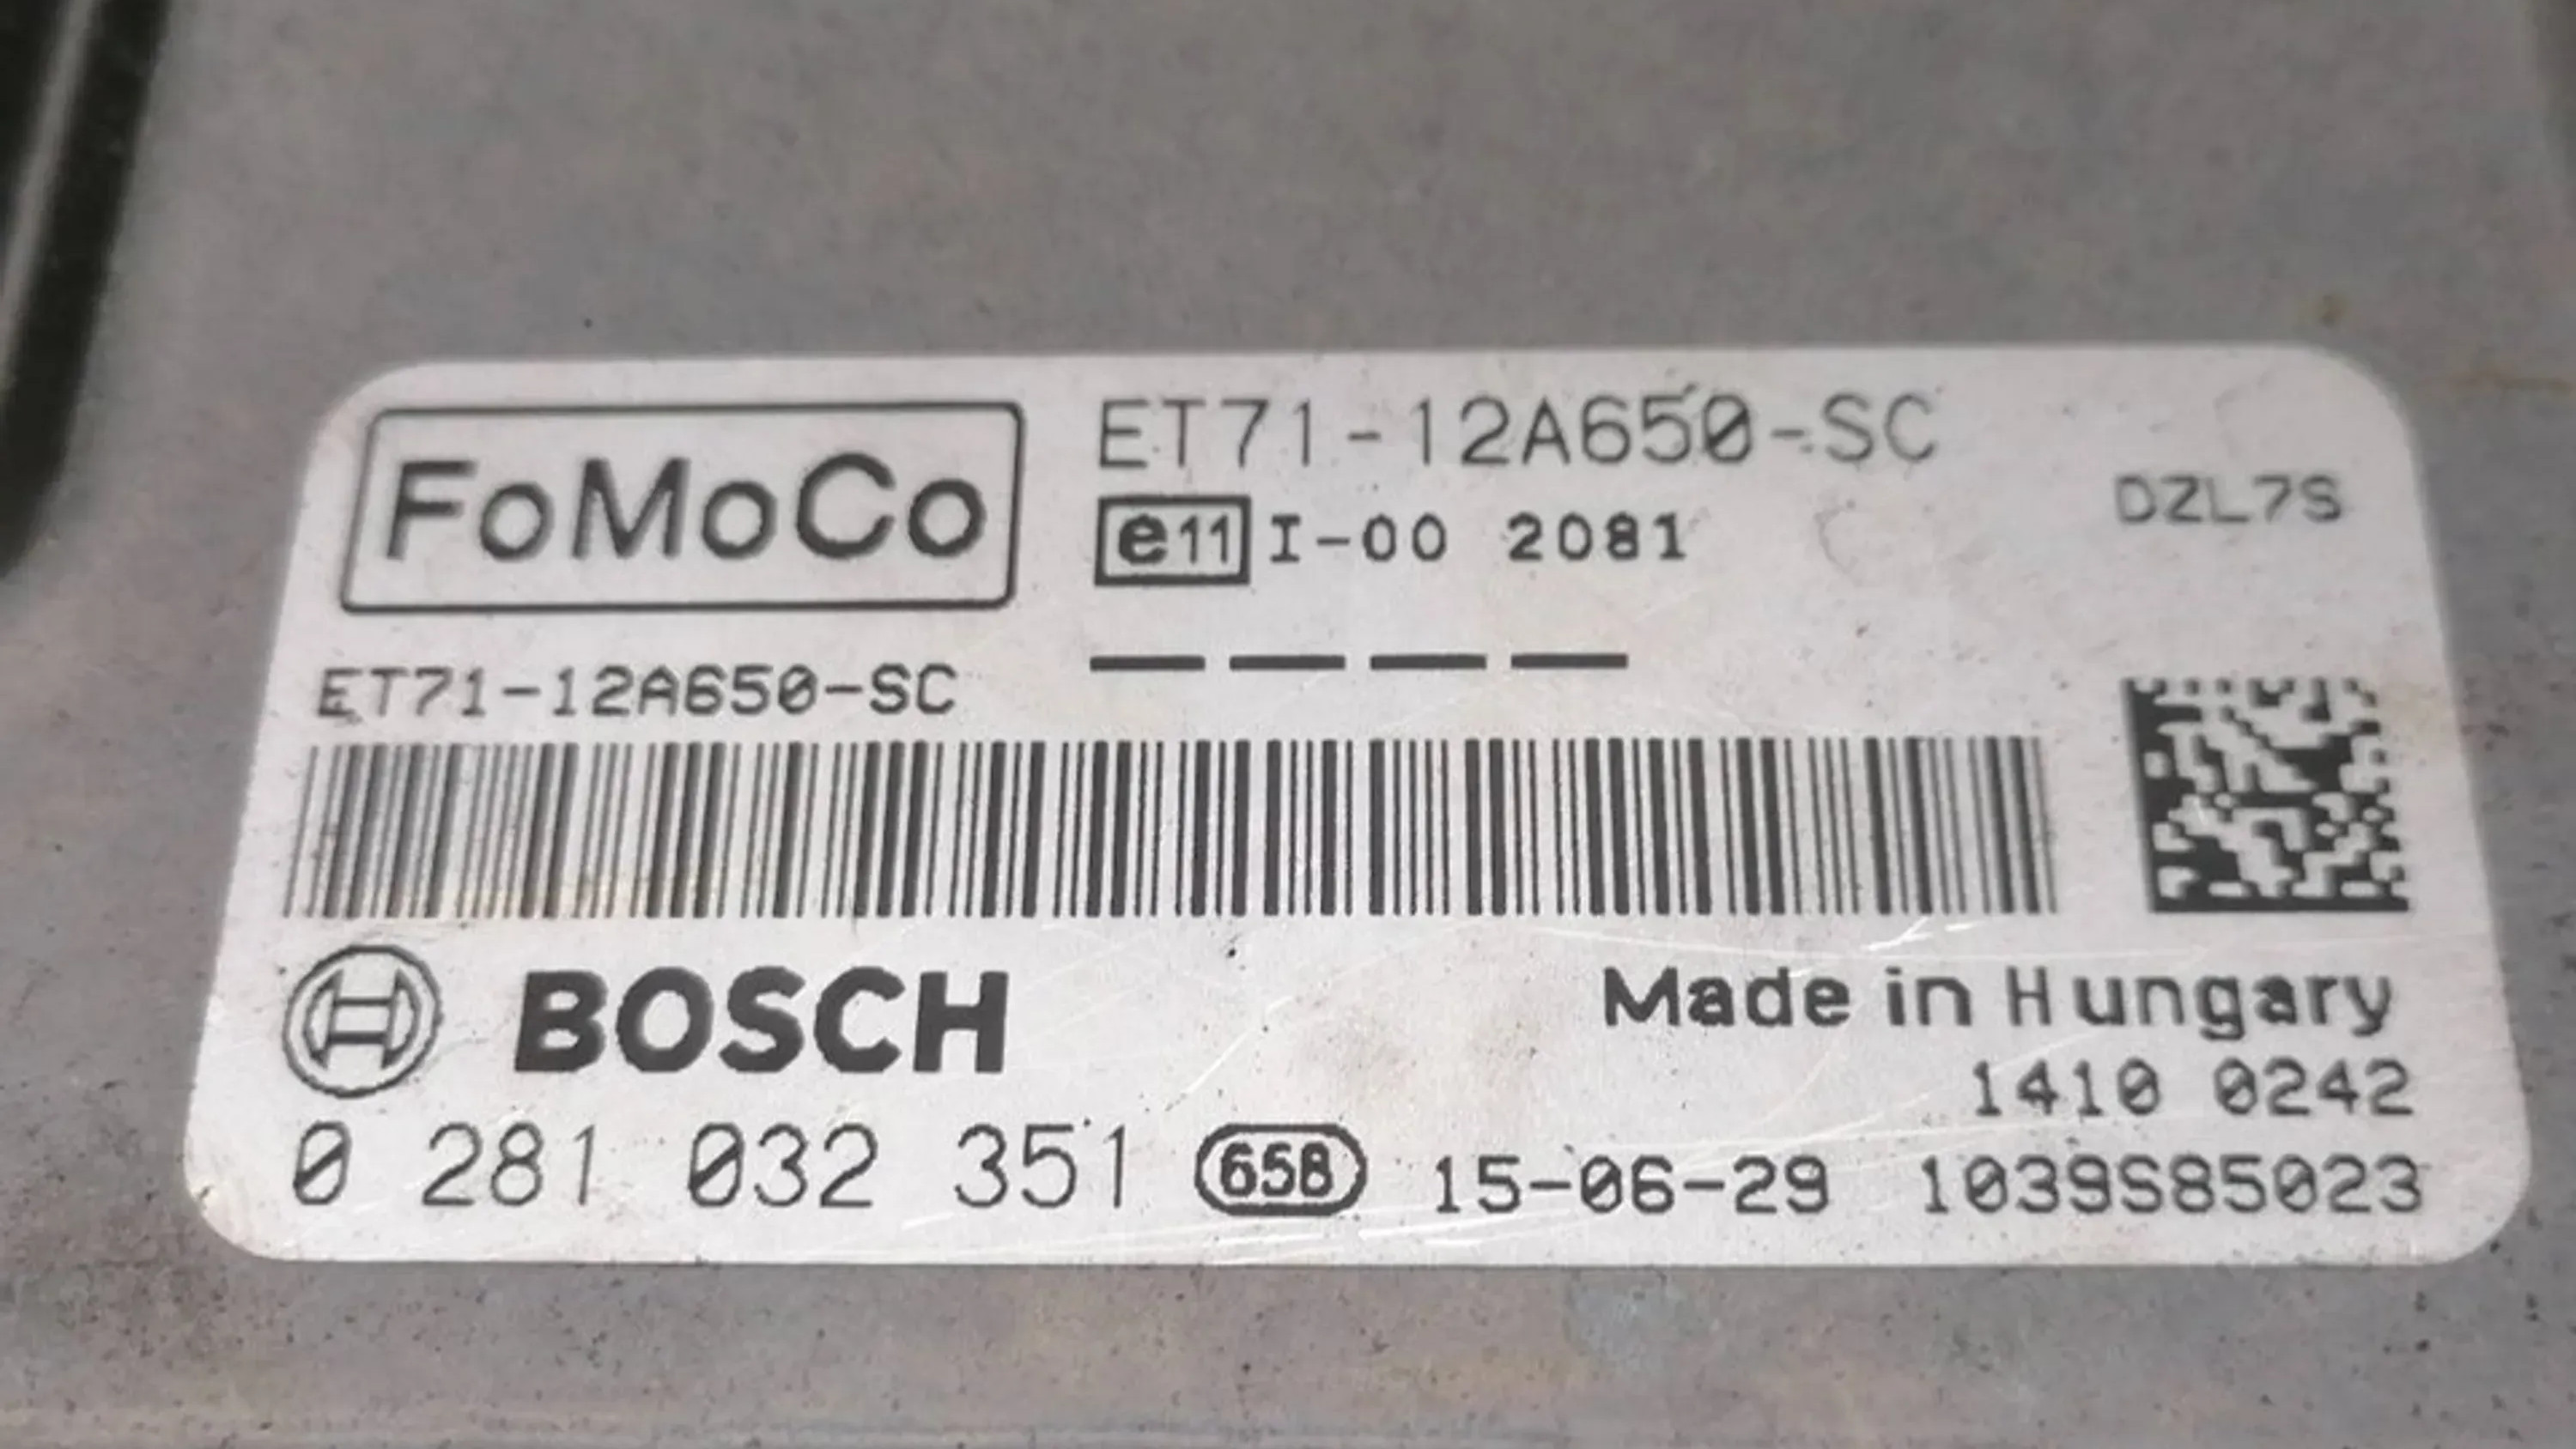 FoMoCo
ET71-12A650-SC
e11 I-00 2081
DZL7S
ET71-12A650-SC
BOSCH
Made in Hungary
1410 0242
0 281 032 351 658 15-06-29 1039S85023